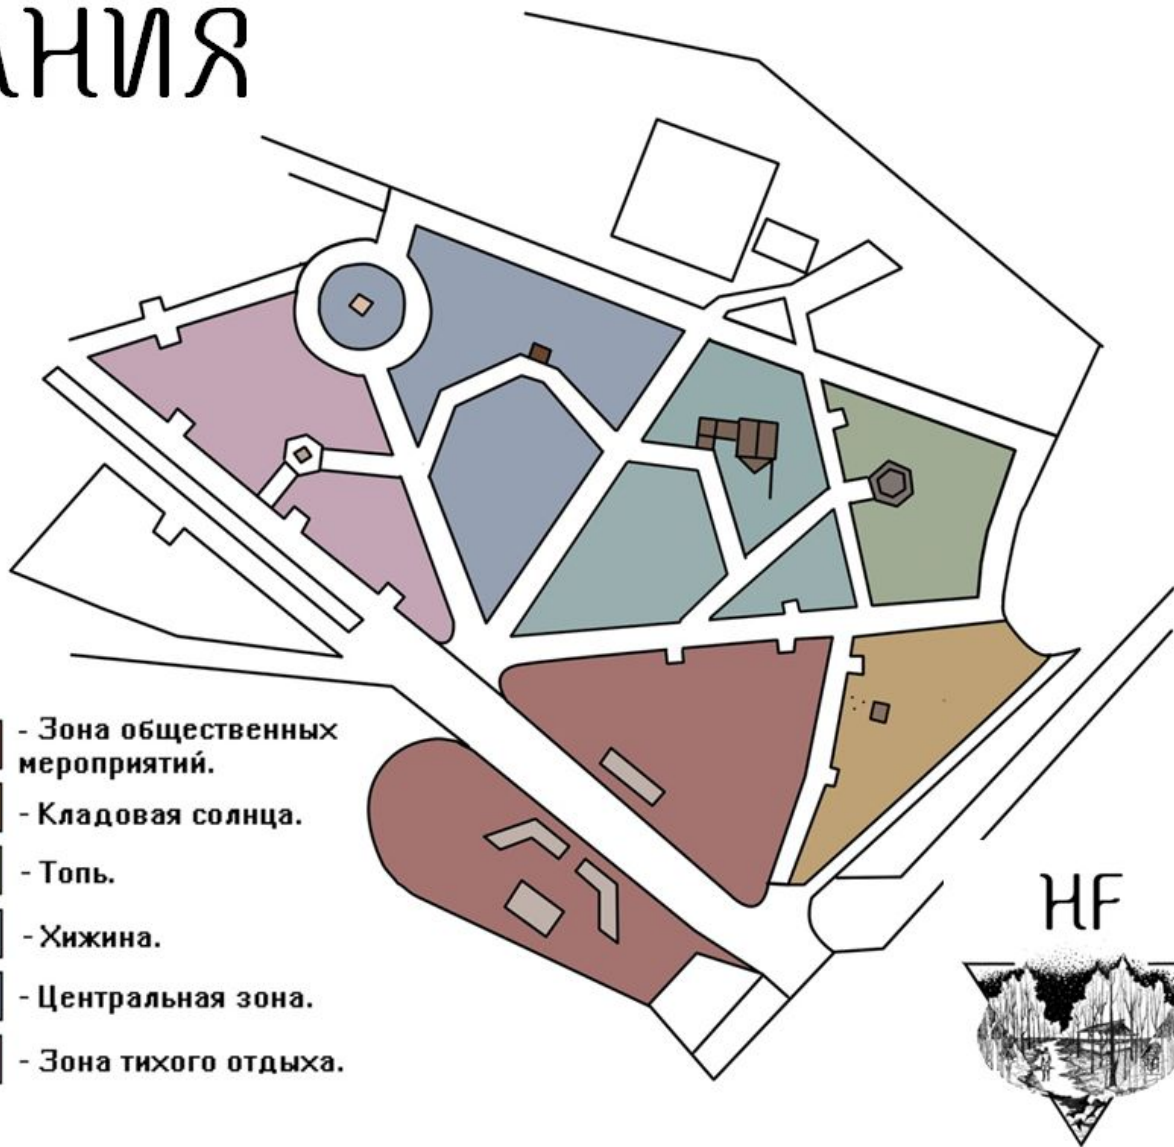 АНИЯ
- Зона общественных
мероприятий.
- Кладовая солнца.
- Топь.
- Хижина.
- Центральная зона.
- Зона тихого отдыха.
HF